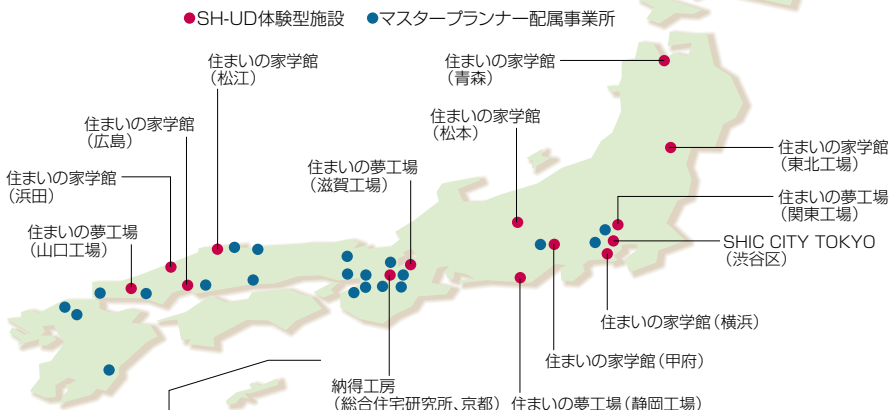 ●SH-UD体験型施設 ●マスタープランナー配属事業所
住まいの家学館
（松江）
住まいの家学館
（青森）
住まいの家学館
（広島）
住まいの家学館
（松本）
住まいの家学館
（東北工場）
住まいの家学館
（浜田）
住まいの夢工場
（滋賀工場）
住まいの夢工場
（関東工場）
住まいの夢工場
（山口工場）
SHIC CITY TOKYO
（渋谷区）
住まいの家学館（横浜）
住まいの家学館（甲府）
納得工房
（総合住宅研究所、京都）
住まいの夢工場（静岡工場）